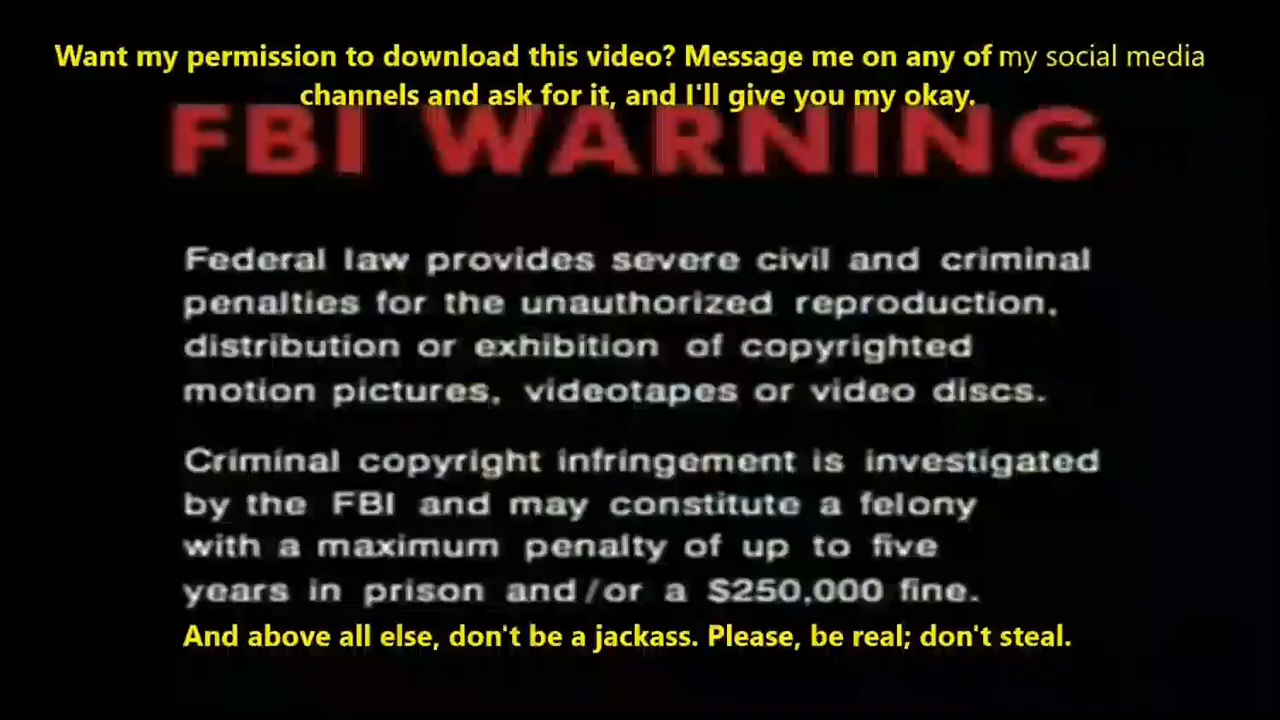 Want my permission to download this video? Message me on any of my social media
channels and ask for it, and I'll give you my okay.
FBI WARNING
Federal law provides severe civil and criminal
penalties for the unauthorized reproduction,
distribution or exhibition of copyrighted
motion pictures, videotapes or video discs.
Criminal copyright infringement is investigated
by the FBI and may constitute a felony
with a maximum penalty of up to five
years in prison and/or a $250,000 fine.
And above all else, don't be a jackass. Please, be real; don't steal.